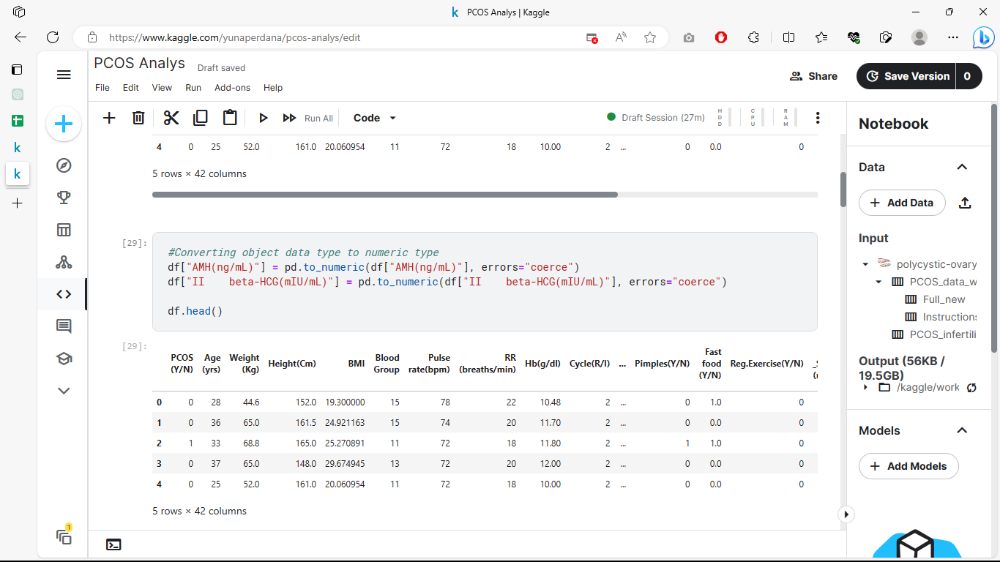 PCOS Analys | Kaggle
https://www.kaggle.com/yunaperdana/pcos-analys/edit
PCOS Analys Draft saved
File Edit View Run Add-ons Help
Share
Save Version 0
Run All Code
Draft Session (27m)
HDD CPU RAM
4 0 25 52.0 161.0 20.060954 11 72 18 10.00 2 ... 0 0.0 0
5 rows × 42 columns
[29]:
#Converting object data type to numeric type
df["AMH(ng/mL)"] = pd.to_numeric(df["AMH(ng/mL)"], errors="coerce")
df["II    beta-HCG(mIU/mL)"] = pd.to_numeric(df["II    beta-HCG(mIU/mL)"], errors="coerce")
df.head()
[29]:
PCOS (Y/N) Age (yrs) Weight (Kg) Height(Cm) BMI Blood Group Pulse rate(bpm) RR (breaths/min) Hb(g/dl) Cycle(R/I) ... Pimples(Y/N) Fast food (Y/N) Reg.Exercise(Y/N)
0 0 28 44.6 152.0 19.300000 15 78 22 10.48 2 ... 0 1.0 0
1 0 36 65.0 161.5 24.921163 15 74 20 11.70 2 ... 0 0.0 0
2 1 33 68.8 165.0 25.270891 11 72 18 11.80 2 ... 1 1.0 0
3 0 37 65.0 148.0 29.674945 13 72 20 12.00 2 ... 0 0.0 0
4 0 25 52.0 161.0 20.060954 11 72 18 10.00 2 ... 0 0.0 0
5 rows × 42 columns
Notebook
Data
Add Data
Input
polycystic-ovary
PCOS_data_w
Full_new
Instructions
PCOS_infertili
Output (56KB /
19.5GB)
/kaggle/work
Models
Add Models
1